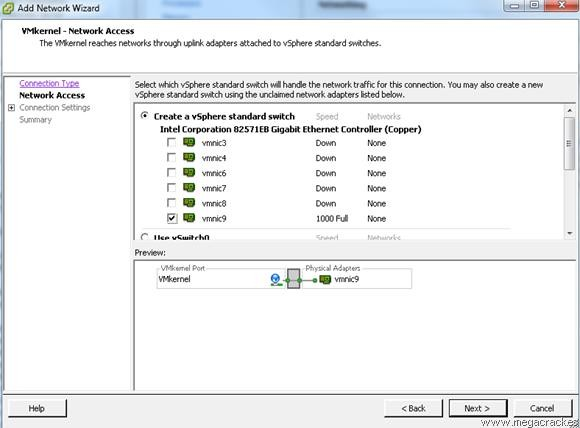 Add Network Wizard
VMkernel - Network Access
The VMkernel reaches networks through uplink adapters attached to vSphere standard switches.
Connection Type
Network Access
Connection Settings
Summary
Select which vSphere standard switch will handle the network traffic for this connection. You may also create a new
vSphere standard switch using the unclaimed network adapters listed below.
Create a vSphere standard switch Speed Networks
Intel Corporation 82571EB Gigabit Ethernet Controller (Copper)
vmnic3 Down None
vmnic4 Down None
vmnic6 Down None
vmnic7 Down None
vmnic8 Down None
vmnic9 1000 Full None
Use vSwitch0 Speed Networks
Preview:
VMkernel Port Physical Adapters
VMkernel vmnic9
Help < Back Next > Cancel
www.megacrack.es